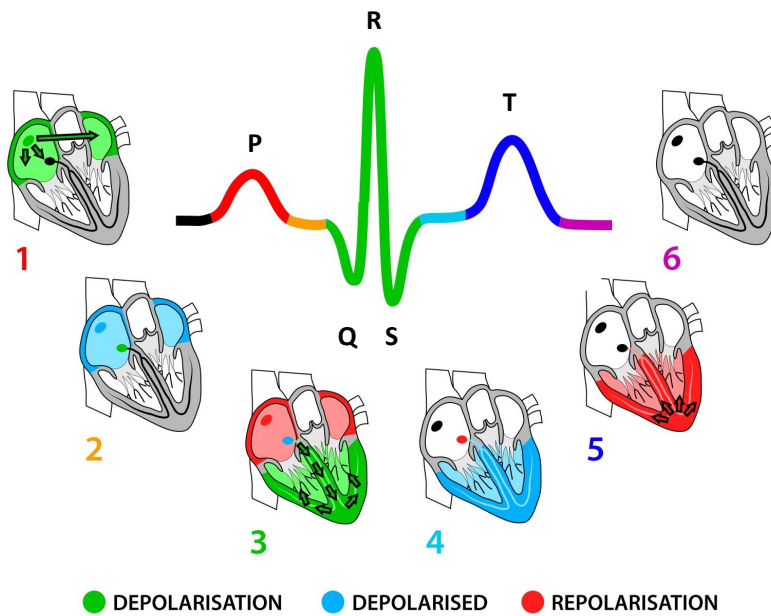 R
T
P
1
6
2
Q S
5
3
4
DEPOLARISATION DEPOLARISED REPOLARISATION